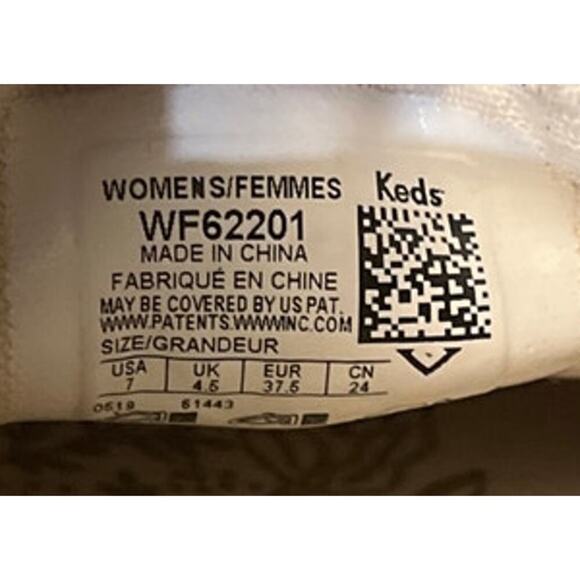 WOMENS/FEMMES Keds
WF62201
MADE IN CHINA
FABRIQUÉ EN CHINE
MAY BE COVERED BY US PAT.
WWW.PATENTS.WWWINC.COM
SIZE/GRANDEUR
USA UK EUR CN
7 4.5 37.5 24
0519 61443